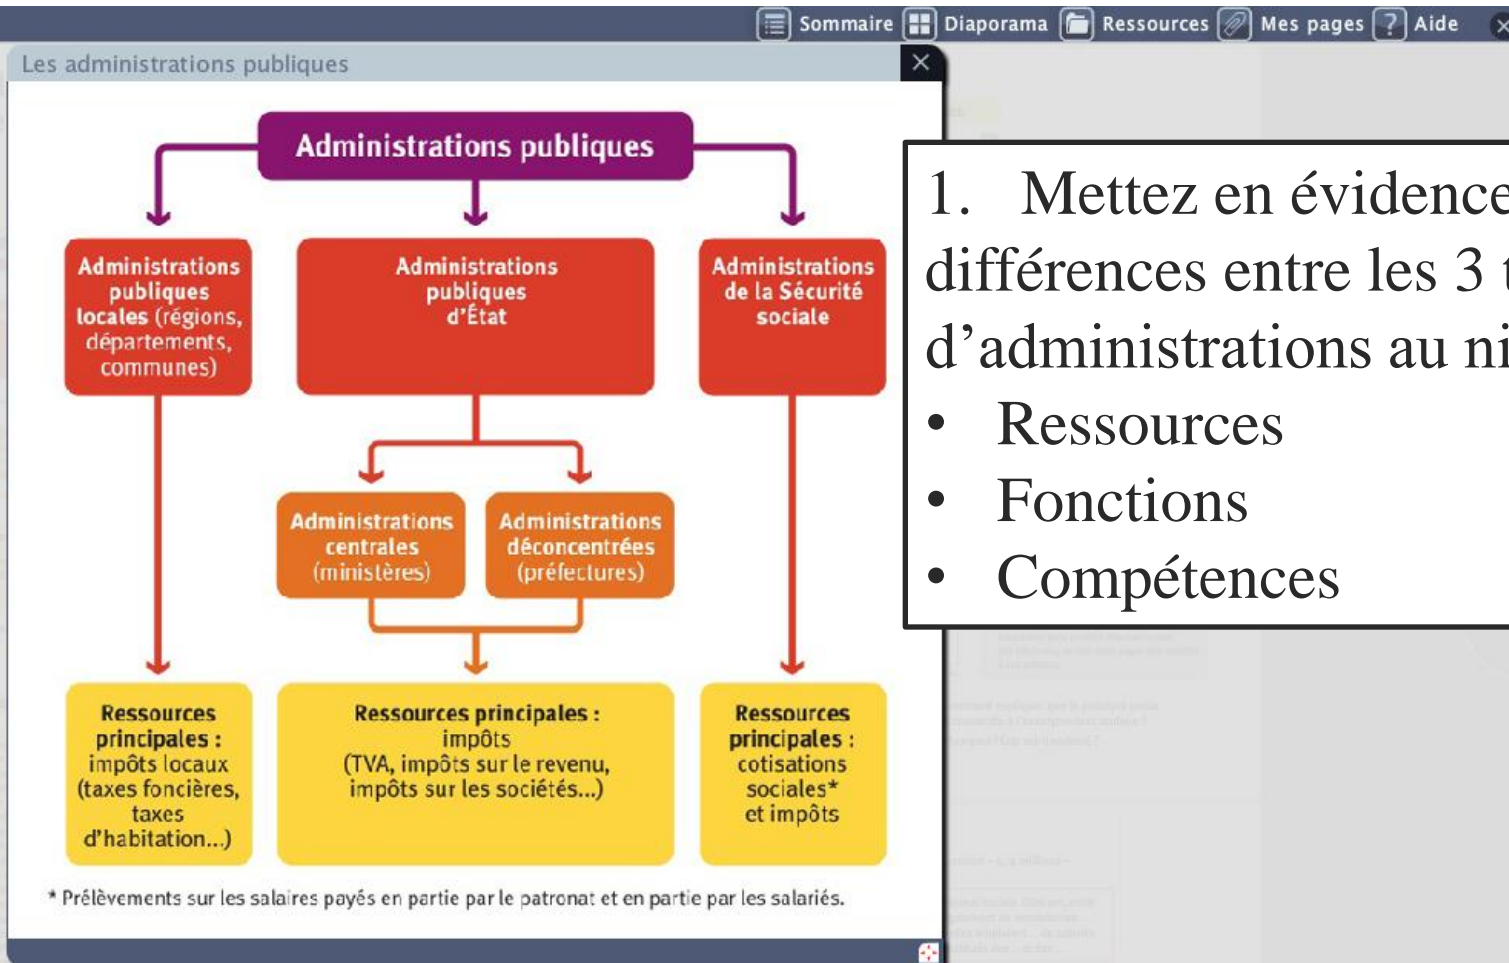 Sommaire Diaporama Ressources Mes pages ? Aide
Les administrations publiques
Administrations publiques
Administrations
publiques
locales (régions,
départements,
communes)
Administrations
publiques
d'État
Administrations
de la Sécurité
sociale
Administrations
centrales
(ministères)
Administrations
déconcentrées
(préfectures)
Ressources
principales :
impôts locaux
(taxes foncières,
taxes
d'habitation...)
Ressources principales :
impôts
(TVA, impôts sur le revenu,
impôts sur les sociétés...)
Ressources
principales :
cotisations
sociales*
et impôts
* Prélèvements sur les salaires payés en partie par le patronat et en partie par les salariés.
1. Mettez en évidence
différences entre les 3
d'administrations au
• Ressources
• Fonctions
• Compétences